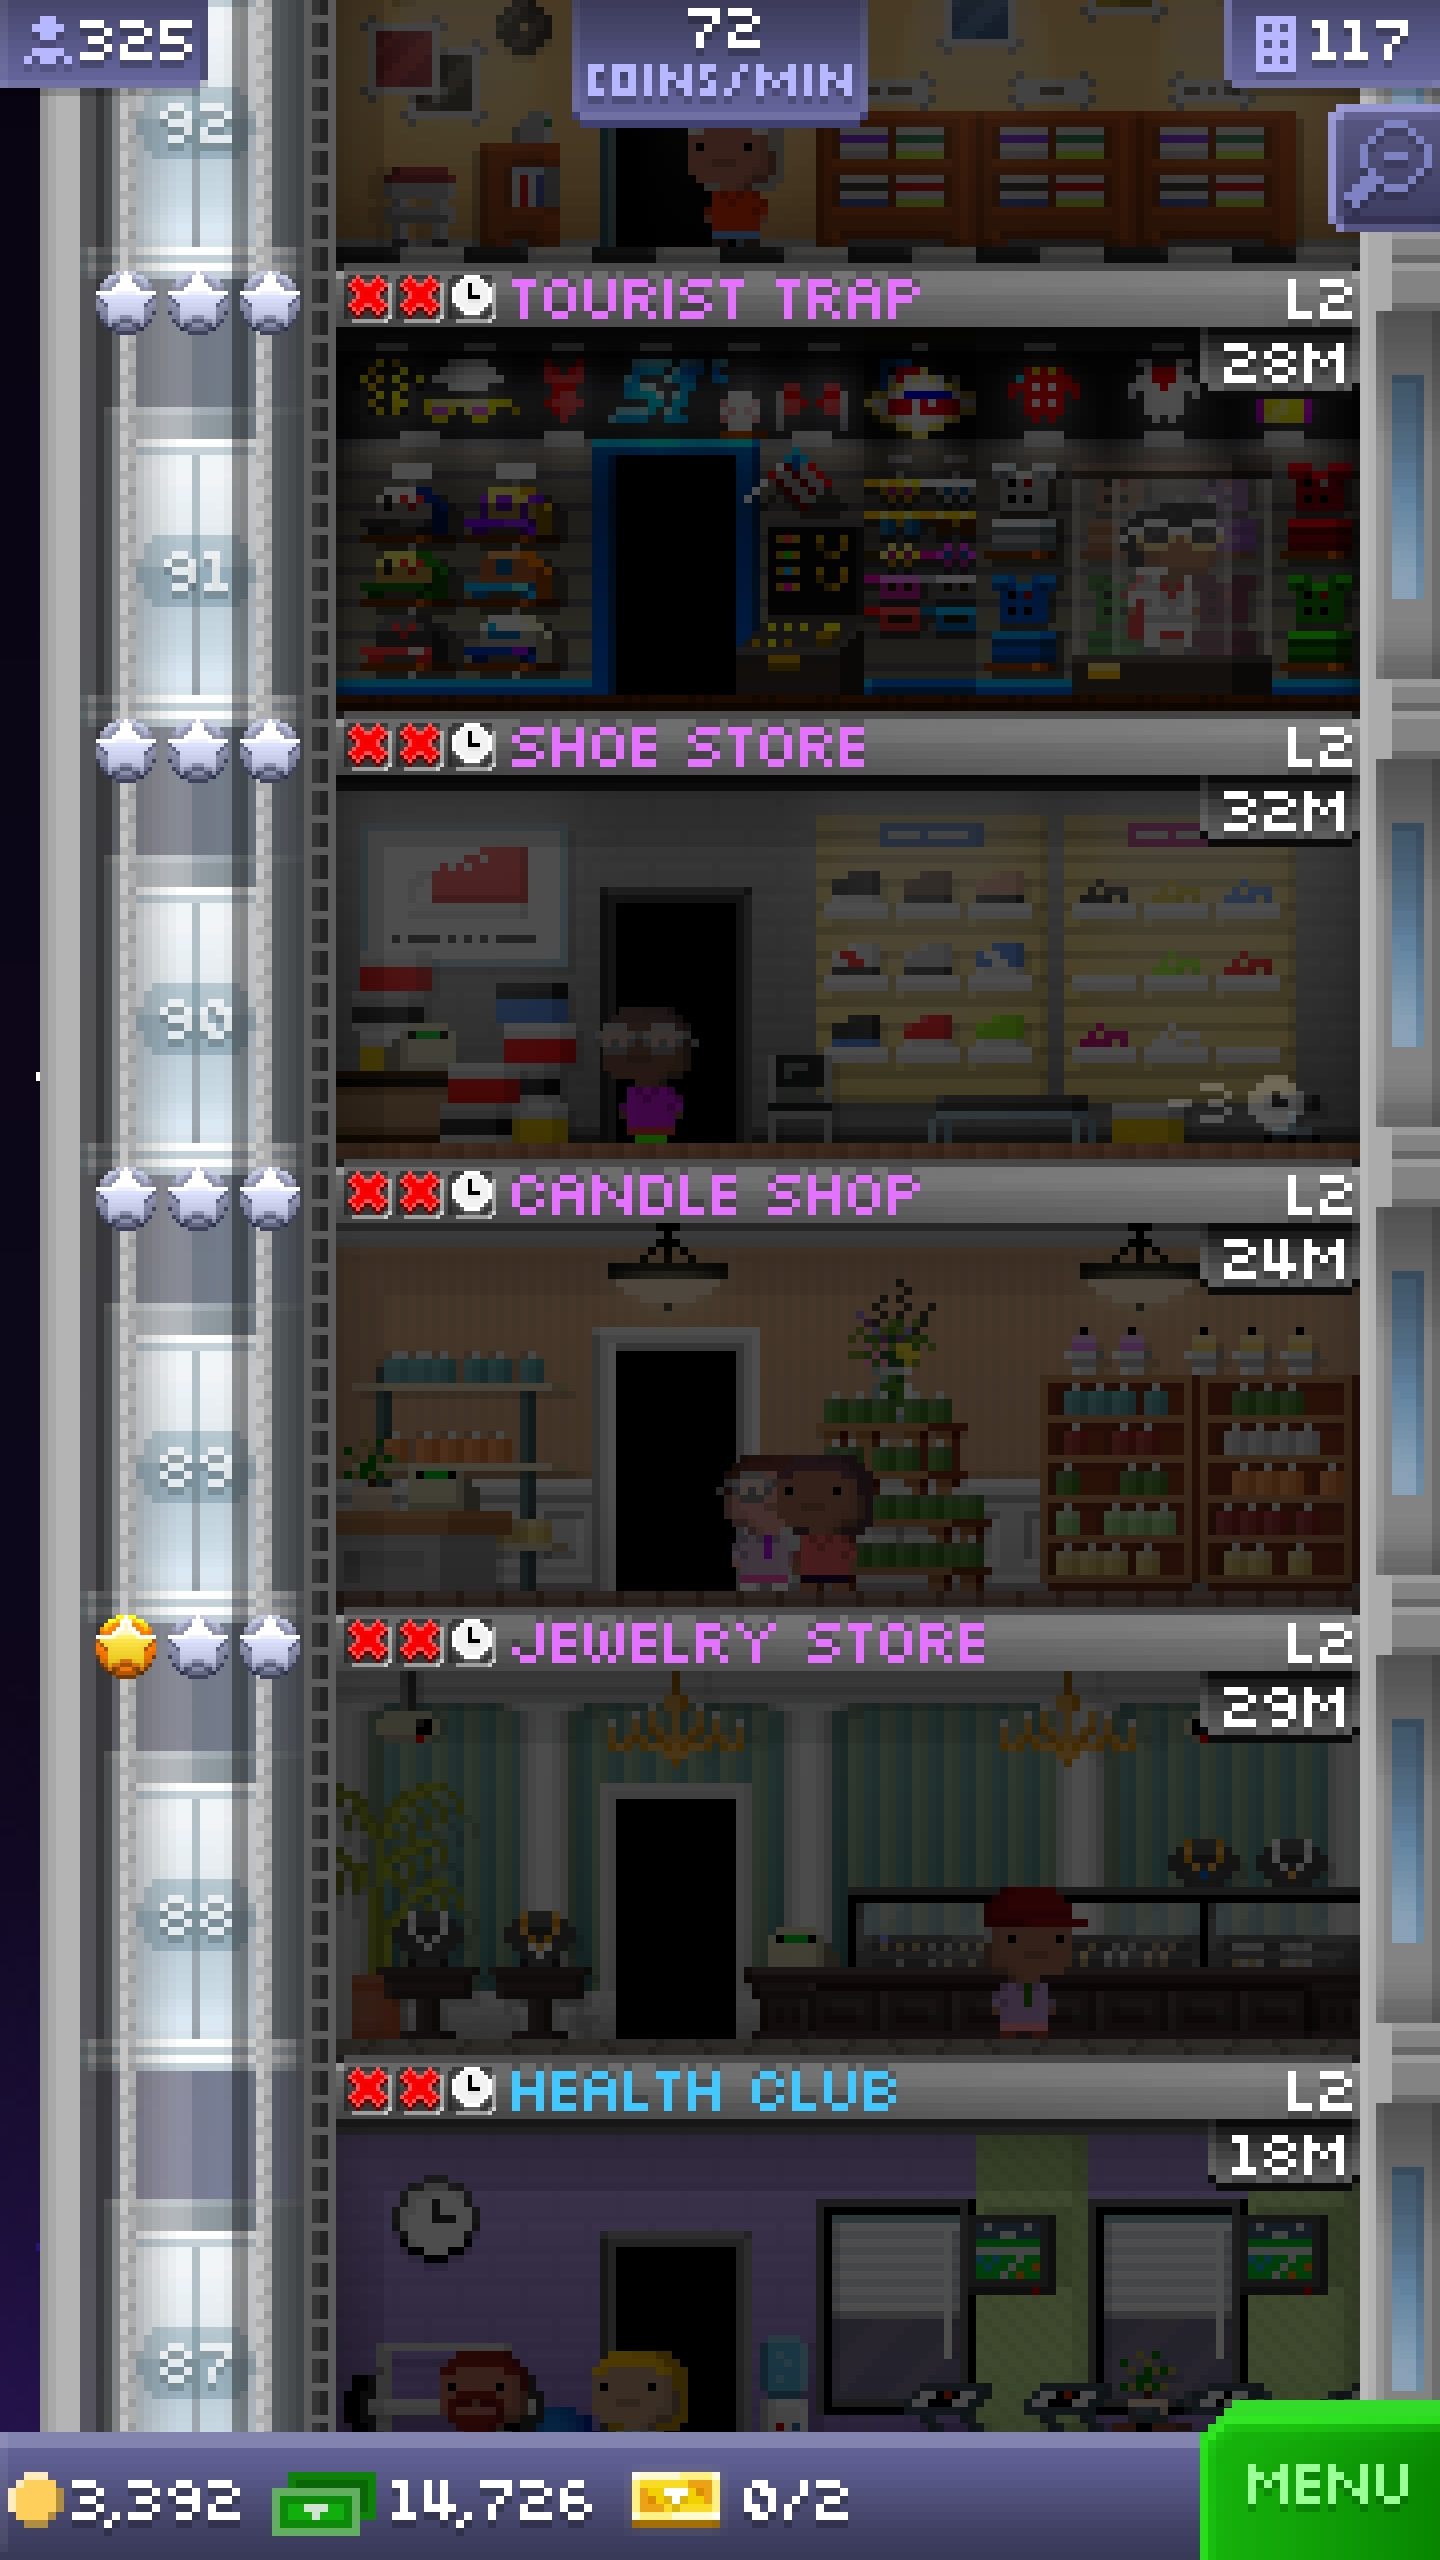 325
72
COINS/MIN
117
92
TOURIST TRAP L2
28M
91
SHOE STORE L2
32M
90
-3
CANDLE SHOP L2
24M
89
JEWELRY STORE L2
29M
88
HEALTH CLUB L2
18M
87
3,392 14,726 0/2 MENU